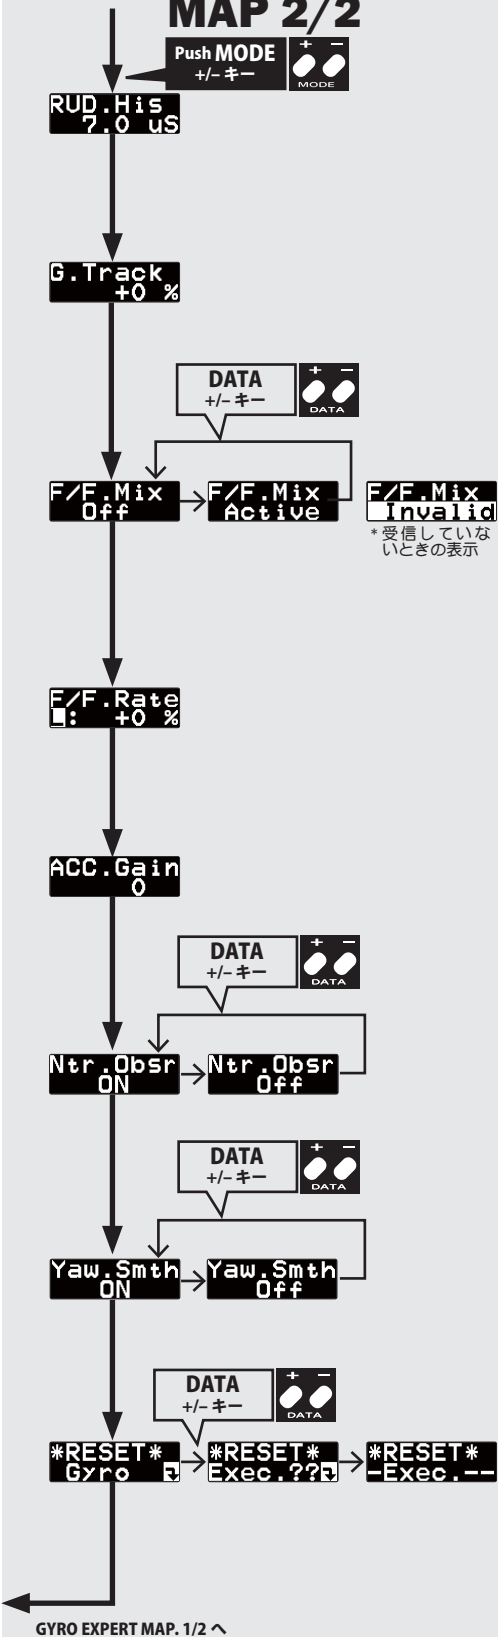 MAP 2/2
Push MODE
+/– キー
+ –
MODE
RUD.His
7.0 uS
G.Track
+0 %
DATA
+/– キー
+ –
DATA
F/F.Mix
Off
F/F.Mix
Active
F/F.Mix
Invalid
*受信していな
いときの表示
F/F.Rate
L: +0 %
ACC.Gain
0
DATA
+/– キー
+ –
DATA
Ntr.Obsr
ON
Ntr.Obsr
Off
DATA
+/– キー
+ –
DATA
Yaw.Smth
ON
Yaw.Smth
Off
DATA
+/– キー
+ –
DATA
*RESET*
Gyro
*RESET*
Exec.??
*RESET*
-Exec.--
GYRO EXPERT MAP. 1/2 へ